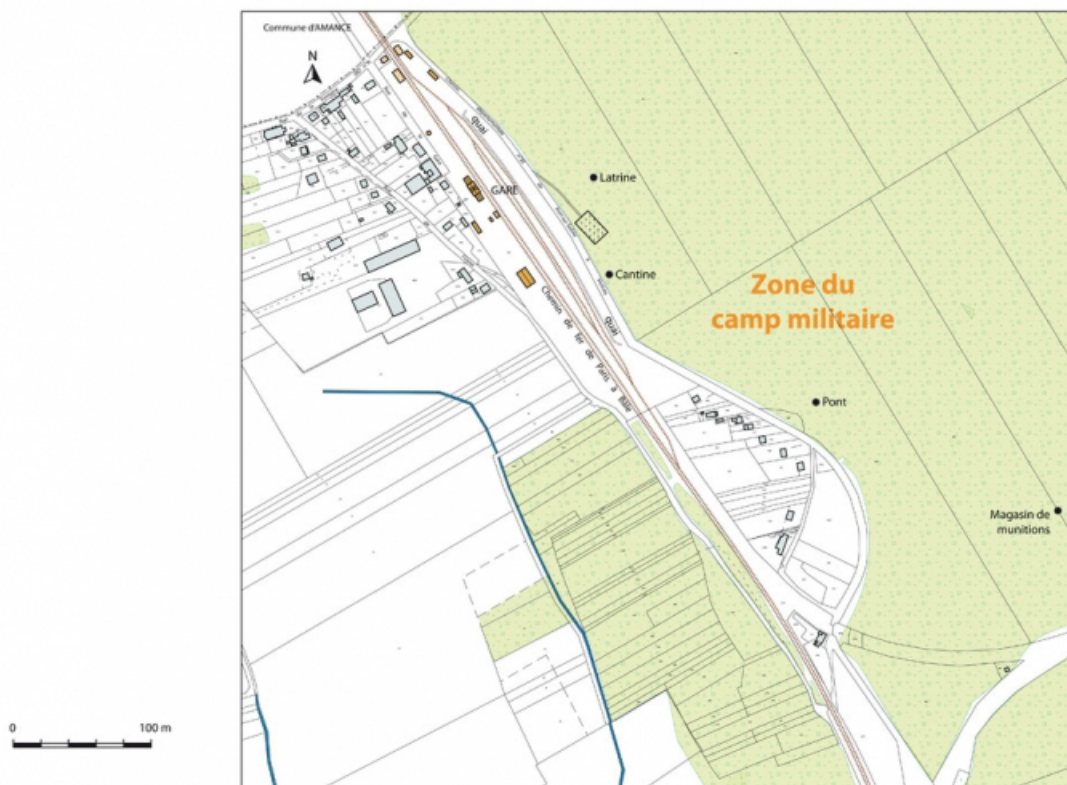 Commune d'AMANCE
N
quai
Latrine
GARE
Cantine
Zone du
camp militaire
quai
Chemin de fer de Paris à Bâle
Pont
Magasin de
munitions
0 100 m